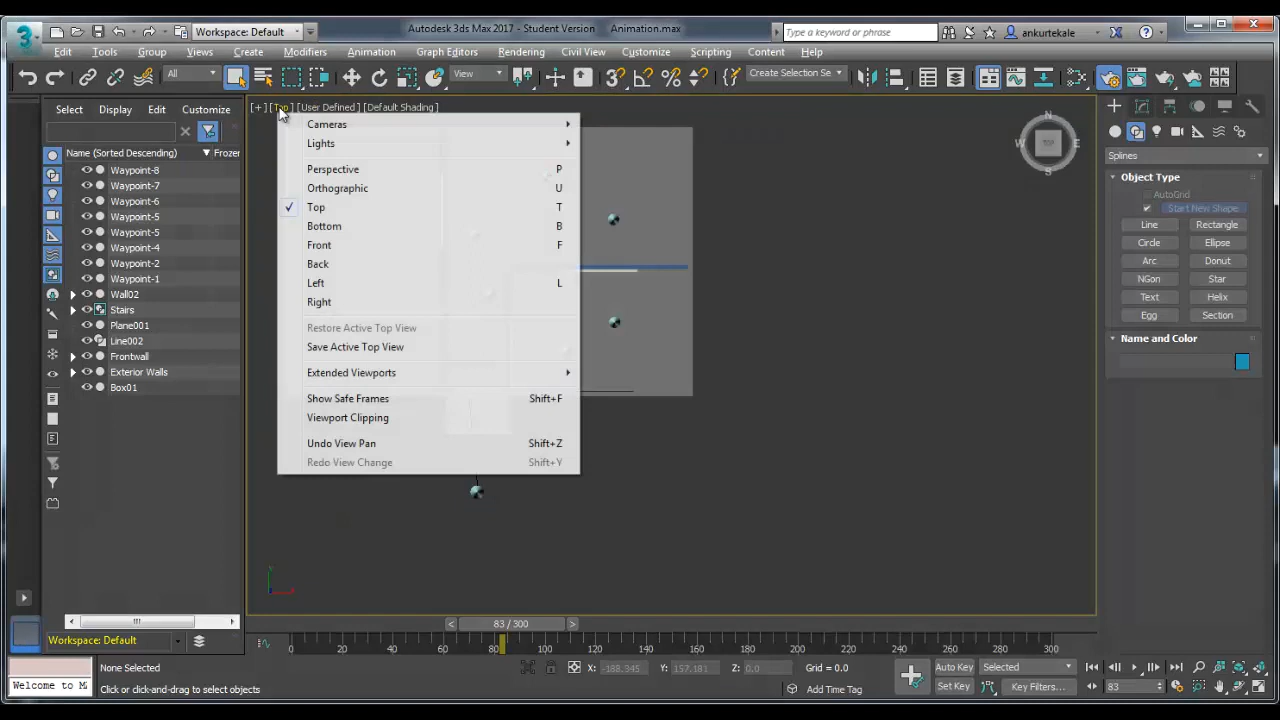 Workspace: Default
Autodesk 3ds Max 2017 - Student Version Animation.max
Type a keyword or phrase
ankurtekale
3
Edit Tools Group Views Create Modifiers Animation Graph Editors Rendering Civil View Customize Scripting Content Help
All
View
Create Selection Se
Select Display Edit Customize
Name (Sorted Descending) Frozen
Waypoint-8
Waypoint-7
Waypoint-6
Waypoint-5
Waypoint-5
Waypoint-4
Waypoint-2
Waypoint-1
Wall02
Stairs
Plane001
Line002
Frontwall
Exterior Walls
Box01
[+] [Top] [User Defined] [Default Shading]
Cameras
Lights
Perspective P
Orthographic U
Top T
Bottom B
Front F
Back
Left L
Right
Restore Active Top View
Save Active Top View
Extended Viewports
Show Safe Frames Shift+F
Viewport Clipping
Undo View Pan Shift+Z
Redo View Change Shift+Y
N
W TOP E
S
Splines
Object Type
AutoGrid
Start New Shape
Line Rectangle
Circle Ellipse
Arc Donut
NGon Star
Text Helix
Egg Section
Name and Color
Workspace: Default
83 / 300
0 20 40 60 80 100 120 140 160 180 200 220 240 260 280 300
None Selected
X: -188.345 Y: 157.181 Z: 0.0 Grid = 0.0
Auto Key Selected
Welcome to M
Click or click-and-drag to select objects
Add Time Tag
Set Key Key Filters...
83